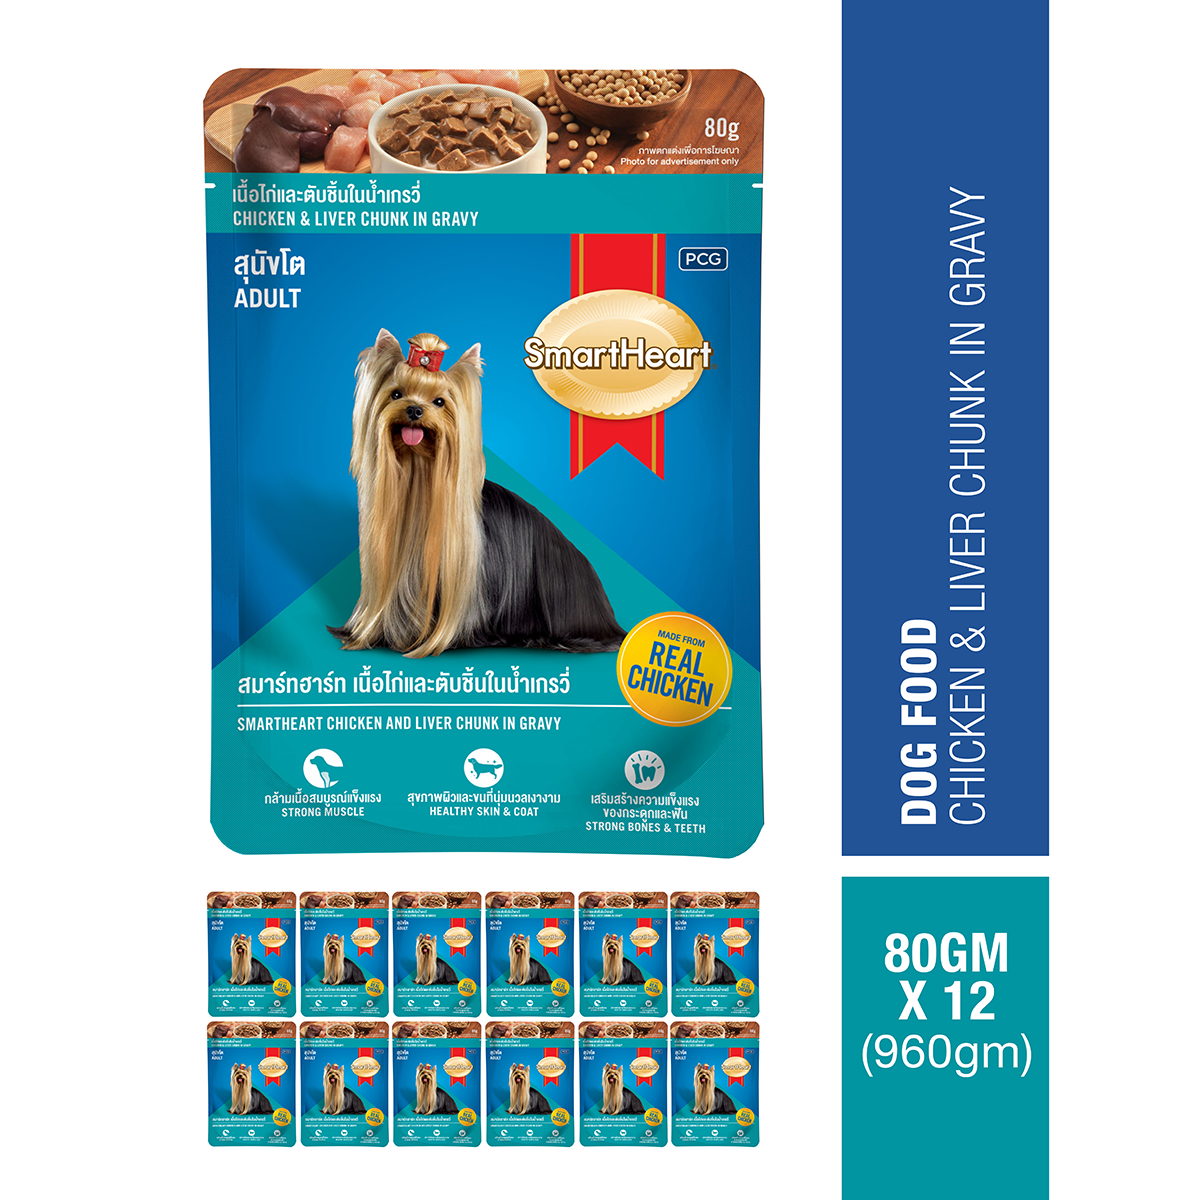 80g
ภาพตกแต่งเพื่อการโฆษณา
Photo for advertisement only
เนื้อไก่และตับชิ้นในน้ำเกรวี่
CHICKEN & LIVER CHUNK IN GRAVY
สุนัขโต
ADULT
PCG
SmartHeart
MADE FROM
REAL
CHICKEN
สมาร์ทฮาร์ท เนื้อไก่และตับชิ้นในน้ำเกรวี่
SMARTHEART CHICKEN AND LIVER CHUNK IN GRAVY
กล้ามเนื้อสมบูรณ์แข็งแรง
STRONG MUSCLE
สุขภาพผิวและขนที่นุ่มนวลเงางาม
HEALTHY SKIN & COAT
เสริมสร้างความแข็งแรง
ของกระดูกและฟัน
STRONG BONES & TEETH
DOG FOOD
CHICKEN & LIVER CHUNK IN GRAVY
80GM
X 12
(960gm)